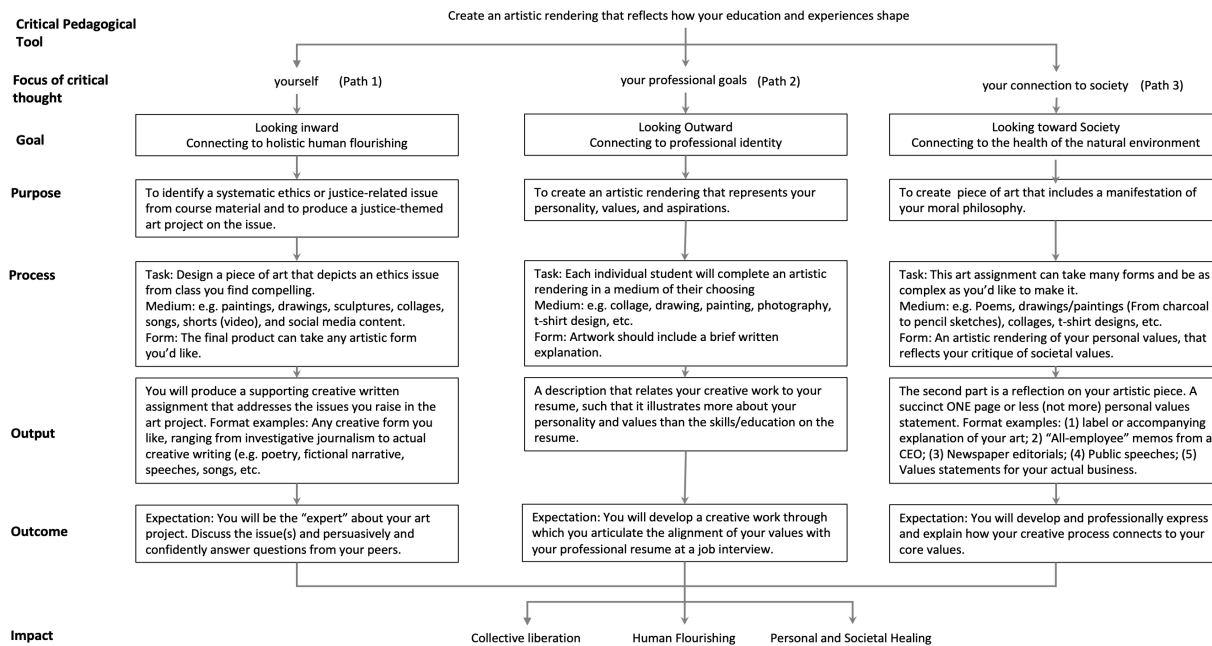 Critical Pedagogical
Tool
Create an artistic rendering that reflects how your education and experiences shape
Focus of critical
thought
yourself (Path 1)
your professional goals (Path 2)
your connection to society (Path 3)
Goal
Looking inward
Connecting to holistic human flourishing
Looking Outward
Connecting to professional identity
Looking toward Society
Connecting to the health of the natural environment
Purpose
To identify a systematic ethics or justice-related issue
from course material and to produce a justice-themed
art project on the issue.
To create an artistic rendering that represents your
personality, values, and aspirations.
To create piece of art that includes a manifestation of
your moral philosophy.
Process
Task: Design a piece of art that depicts an ethics issue
from class you find compelling.
Medium: e.g. paintings, drawings, sculptures, collages,
songs, shorts (video), and social media content.
Form: The final product can take any artistic form
you’d like.
Task: Each individual student will complete an artistic
rendering in a medium of their choosing
Medium: e.g. collage, drawing, painting, photography,
t-shirt design, etc.
Form: Artwork should include a brief written
explanation.
Task: This art assignment can take many forms and be as
complex as you’d like to make it.
Medium: e.g. Poems, drawings/paintings (From charcoal
to pencil sketches), collages, t-shirt designs, etc.
Form: An artistic rendering of your personal values, that
reflects your critique of societal values.
Output
You will produce a supporting creative written
assignment that addresses the issues you raise in the
art project. Format examples: Any creative form you
like, ranging from investigative journalism to actual
creative writing (e.g. poetry, fictional narrative,
speeches, songs, etc.
A description that relates your creative work to your
resume, such that it illustrates more about your
personality and values than the skills/education on the
resume.
The second part is a reflection on your artistic piece. A
succinct ONE page or less (not more) personal values
statement. Format examples: (1) label or accompanying
explanation of your art; 2) “All-employee” memos from a
CEO; (3) Newspaper editorials; (4) Public speeches; (5)
Values statements for your actual business.
Outcome
Expectation: You will be the “expert” about your art
project. Discuss the issue(s) and persuasively and
confidently answer questions from your peers.
Expectation: You will develop a creative work through
which you articulate the alignment of your values with
your professional resume at a job interview.
Expectation: You will develop and professionally express
and explain how your creative process connects to your
core values.
Impact
Collective liberation
Human Flourishing
Personal and Societal Healing